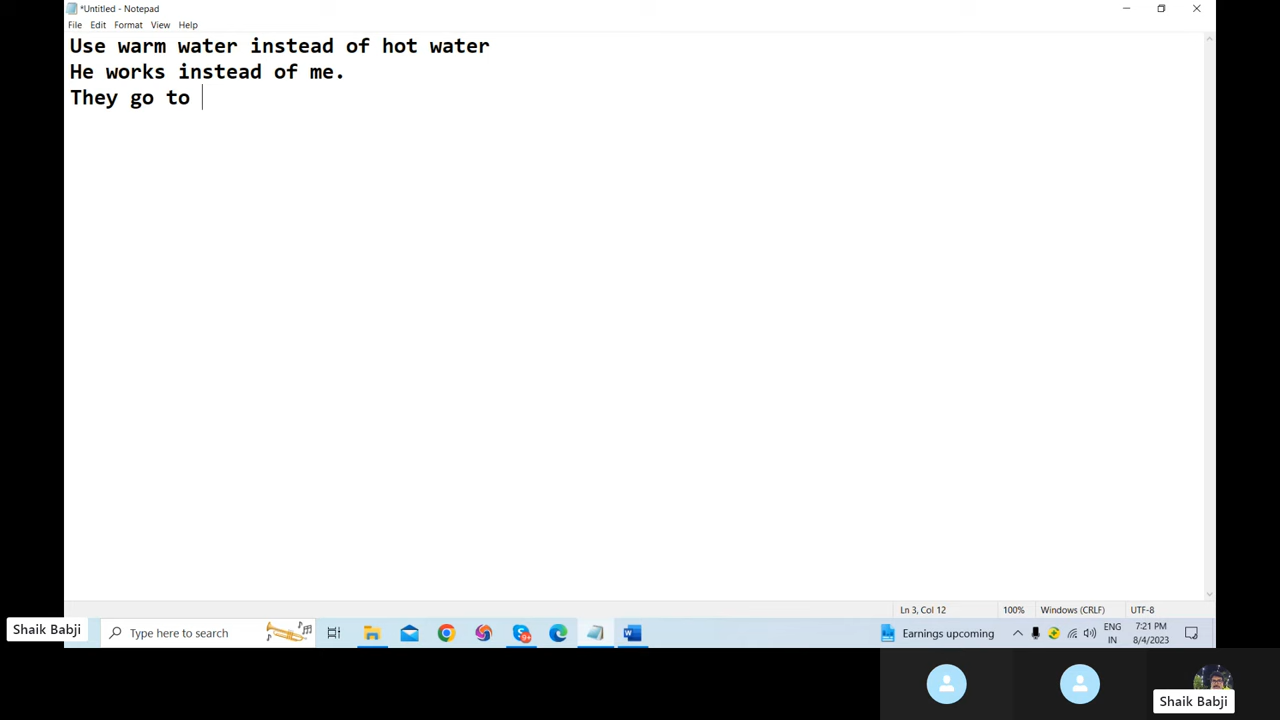 *Untitled - Notepad
File Edit Format View Help
Use warm water instead of hot water
He works instead of me.
They go to
Ln 3, Col 12 100% Windows (CRLF) UTF-8
Shaik Babji
Type here to search
Earnings upcoming
ENG
IN
7:21 PM
8/4/2023
Shaik Babji